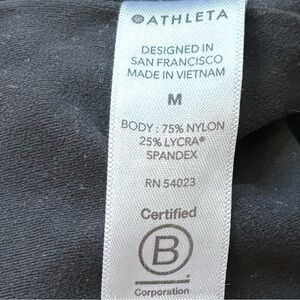 ATHLETA
DESIGNED IN
SAN FRANCISCO
MADE IN VIETNAM
M
BODY : 75% NYLON
25% LYCRA®
SPANDEX
RN 54023
Certified
B
Corporation